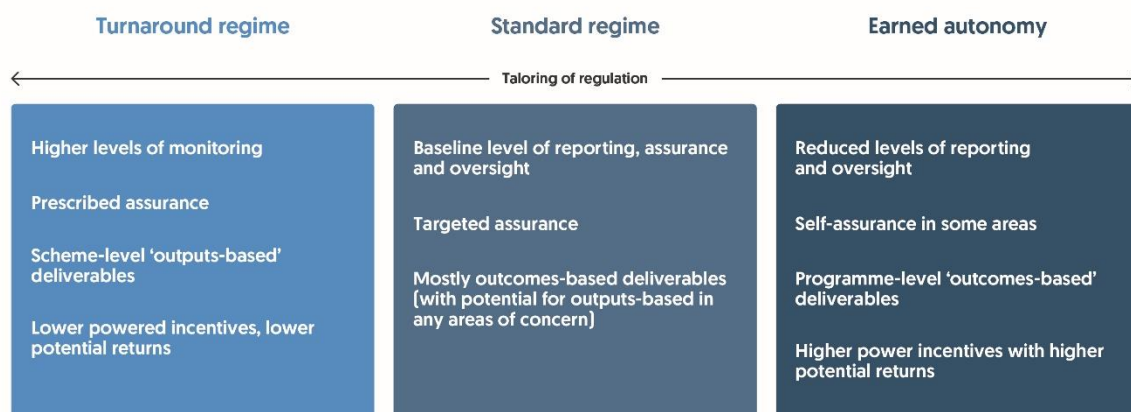 Turnaround regime
Standard regime
Earned autonomy
Taloring of regulation
Higher levels of monitoring
Prescribed assurance
Scheme-level ‘outputs-based’
deliverables
Lower powered incentives, lower
potential returns
Baseline level of reporting, assurance
and oversight
Targeted assurance
Mostly outcomes-based deliverables
(with potential for outputs-based in
any areas of concern)
Reduced levels of reporting
and oversight
Self-assurance in some areas
Programme-level ‘outcomes-based’
deliverables
Higher power incentives with higher
potential returns